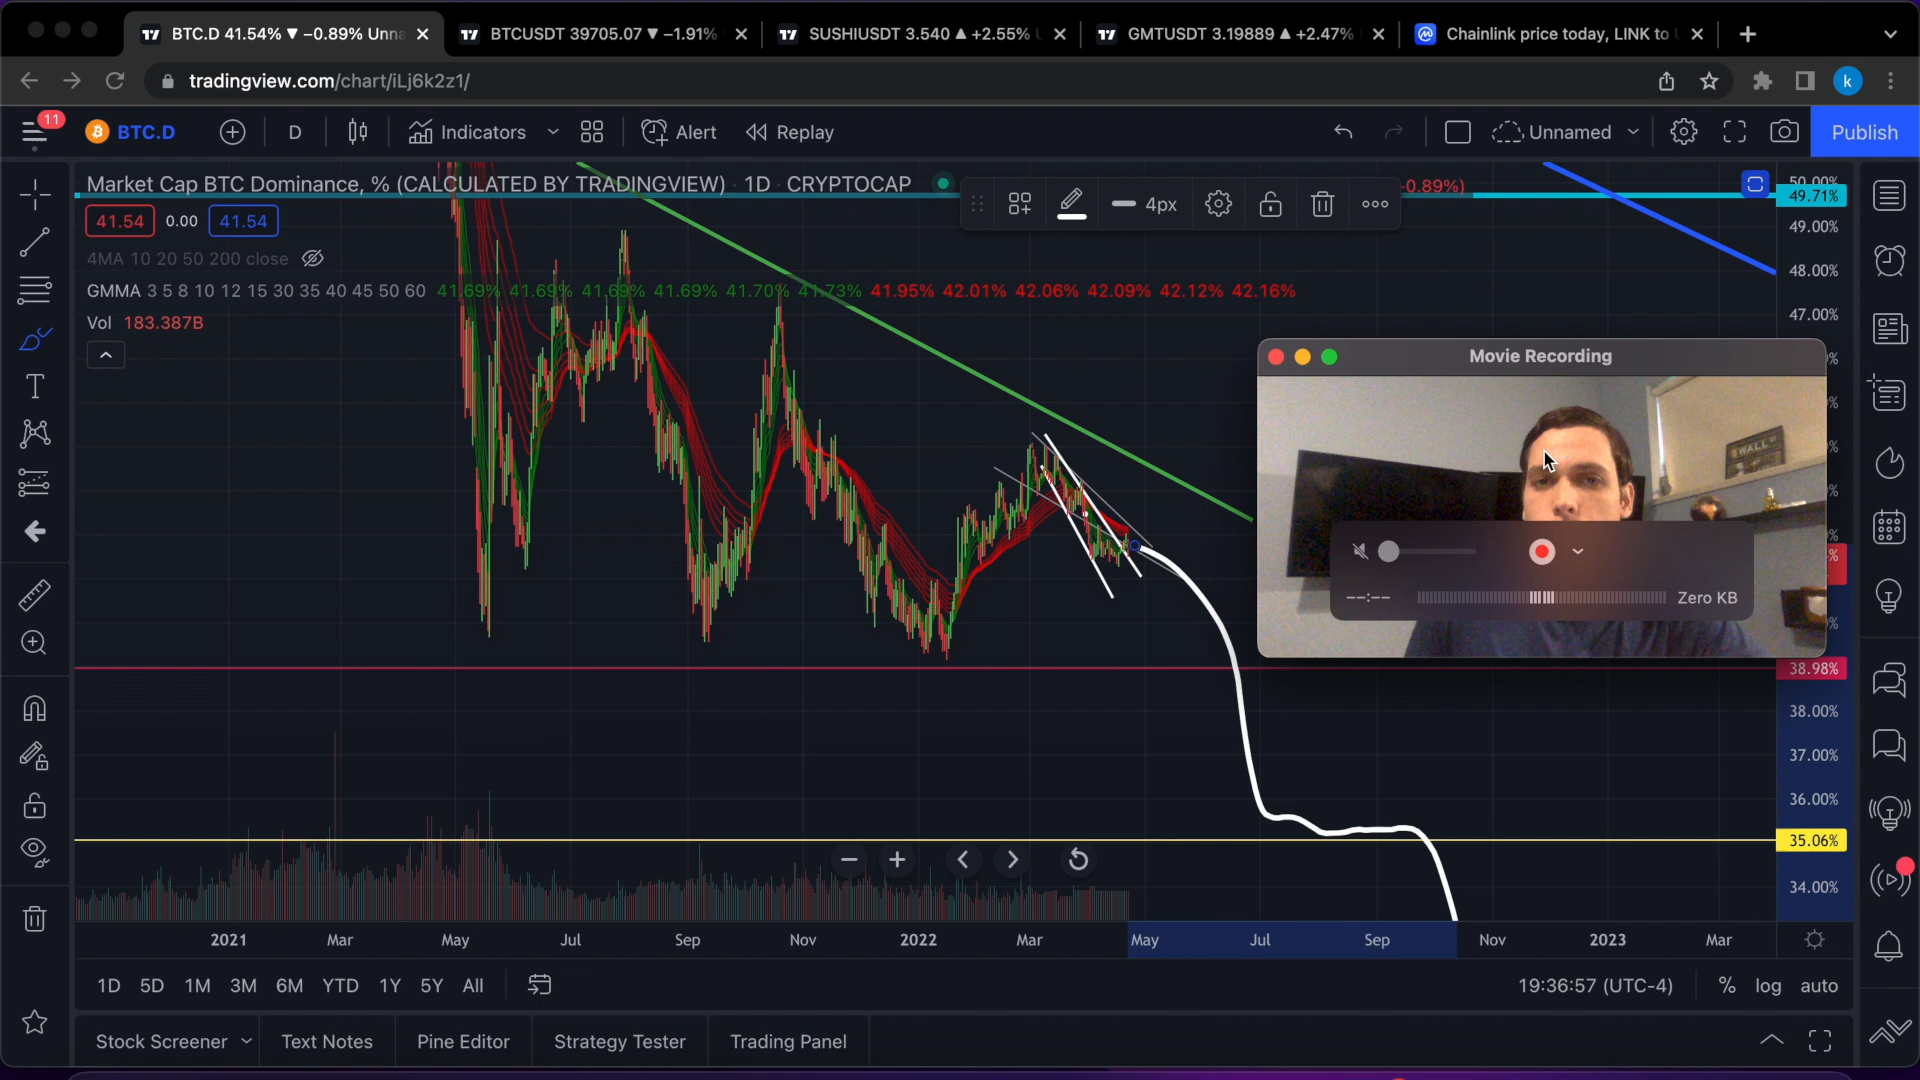 BTC.D 41.54% ▼ −0.89% Unna
BTCUSDT 39705.07 ▼ −1.91%
SUSHIUSDT 3.540 ▲ +2.55%
GMTUSDT 3.19889 ▲ +2.47%
Chainlink price today, LINK to
tradingview.com/chart/iLj6k2z1/
k
11
BTC.D
D
Indicators
Alert
Replay
Unnamed
Publish
Market Cap BTC Dominance, % (CALCULATED BY TRADINGVIEW) · 1D · CRYPTOCAP
-0.89%)
4px
41.54
0.00
41.54
4MA 10 20 50 200 close
GMMA 3 5 8 10 12 15 30 35 40 45 50 60 41.69% 41.69% 41.69% 41.69% 41.70% 41.73% 41.95% 42.01% 42.06% 42.09% 42.12% 42.16%
Vol 183.387B
50.00%
49.71%
49.00%
48.00%
47.00%
Movie Recording
WALL
--:--
Zero KB
38.98%
38.00%
37.00%
36.00%
35.06%
34.00%
2021 Mar May Jul Sep Nov 2022 Mar May Jul Sep Nov 2023 Mar
1D 5D 1M 3M 6M YTD 1Y 5Y All
19:36:57 (UTC-4)
% log auto
Stock Screener
Text Notes
Pine Editor
Strategy Tester
Trading Panel